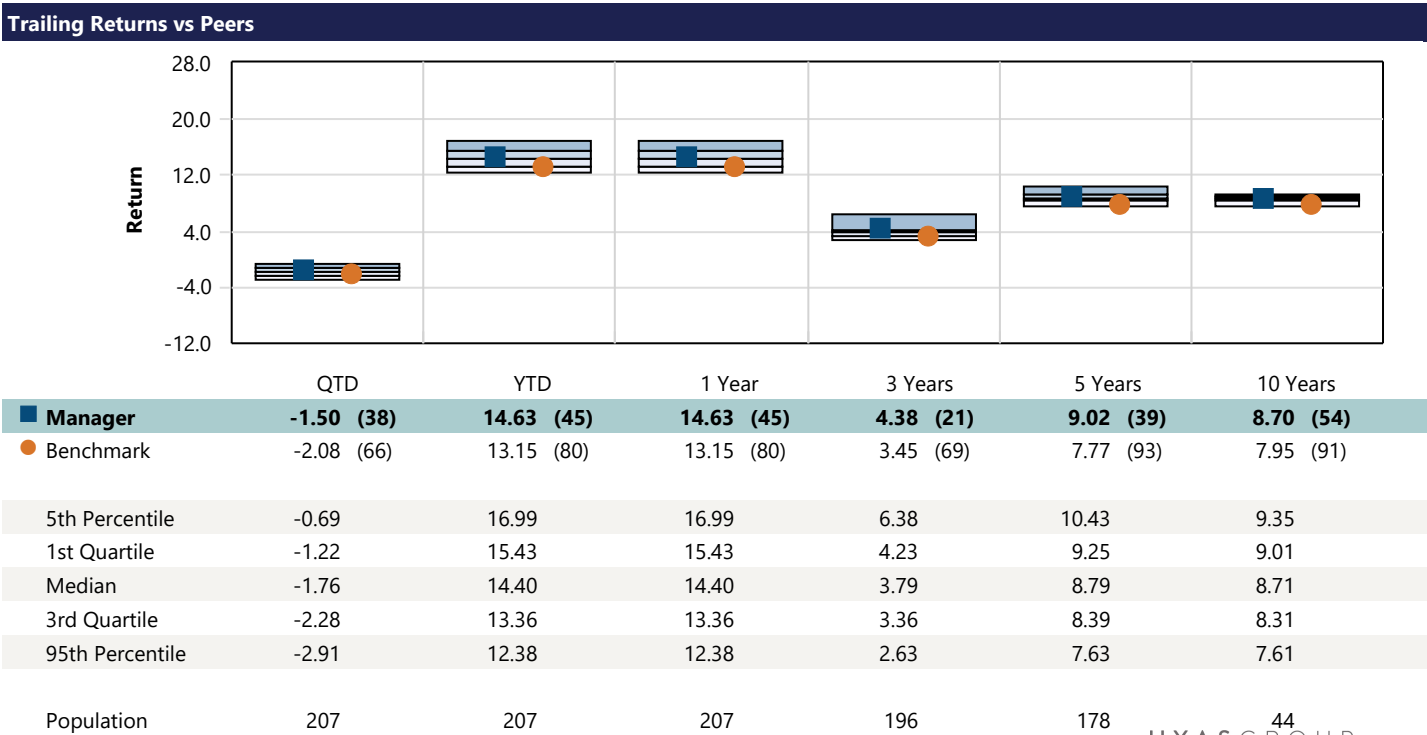 Trailing Returns vs Peers
28.0
20.0
12.0
4.0
-4.0
-12.0
Return
QTD YTD 1 Year 3 Years 5 Years 10 Years
Manager -1.50 (38) 14.63 (45) 14.63 (45) 4.38 (21) 9.02 (39) 8.70 (54)
Benchmark -2.08 (66) 13.15 (80) 13.15 (80) 3.45 (69) 7.77 (93) 7.95 (91)
5th Percentile -0.69 16.99 16.99 6.38 10.43 9.35
1st Quartile -1.22 15.43 15.43 4.23 9.25 9.01
Median -1.76 14.40 14.40 3.79 8.79 8.71
3rd Quartile -2.28 13.36 13.36 3.36 8.39 8.31
95th Percentile -2.91 12.38 12.38 2.63 7.63 7.61
Population 207 207 207 196 178 44